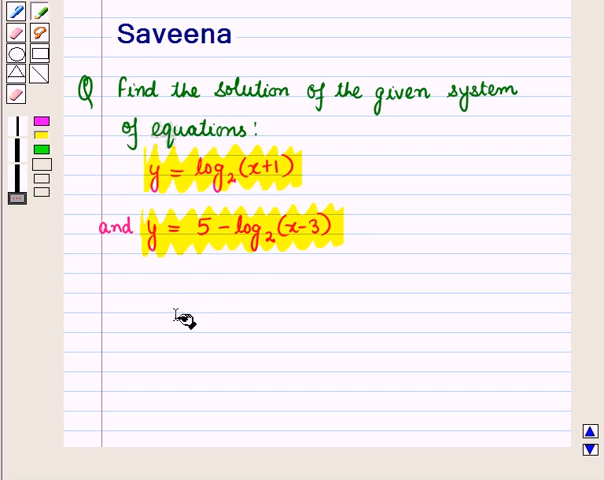 Saveena
Q Find the solution of the given system
of equations:
y = log₂(x+1)
and y = 5 - log₂(x-3)